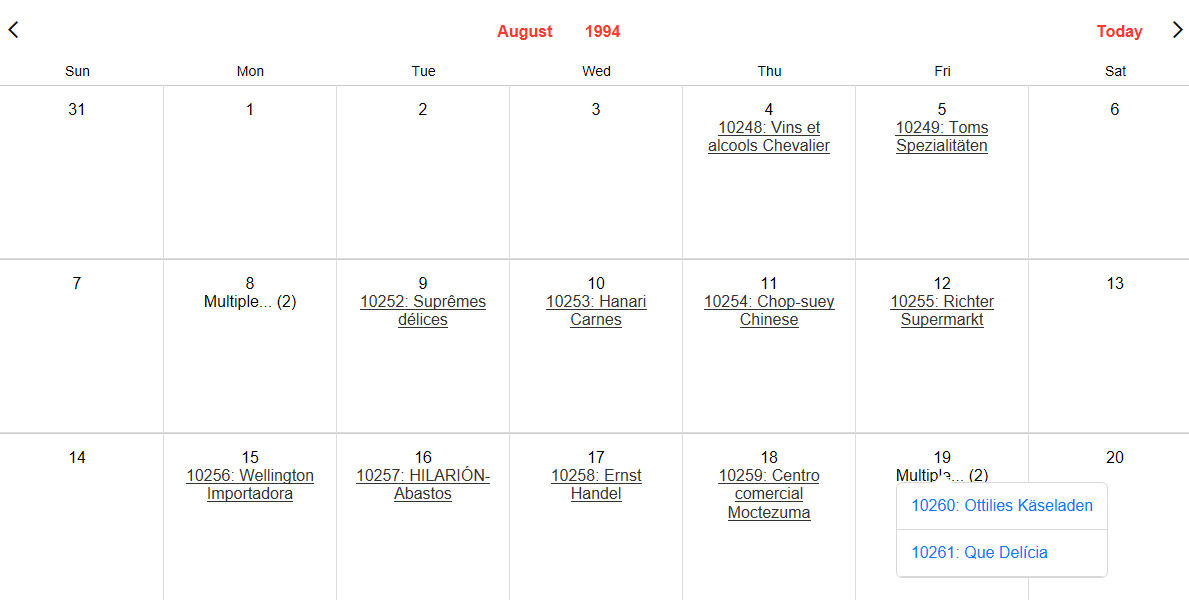 August 1994 Today
Sun Mon Tue Wed Thu Fri Sat
31 1 2 3 4 5 6
10248: Vins et alcools Chevalier
10249: Toms Spezialitäten
7 8 9 10 11 12 13
Multiple... (2)
10252: Suprêmes délices
10253: Hanari Carnes
10254: Chop-suey Chinese
10255: Richter Supermarkt
14 15 16 17 18 19 20
10256: Wellington Importadora
10257: HILARIÓN-Abastos
10258: Ernst Handel
10259: Centro comercial Moctezuma
Multiple... (2)
10260: Ottilies Käseladen
10261: Que Delícia